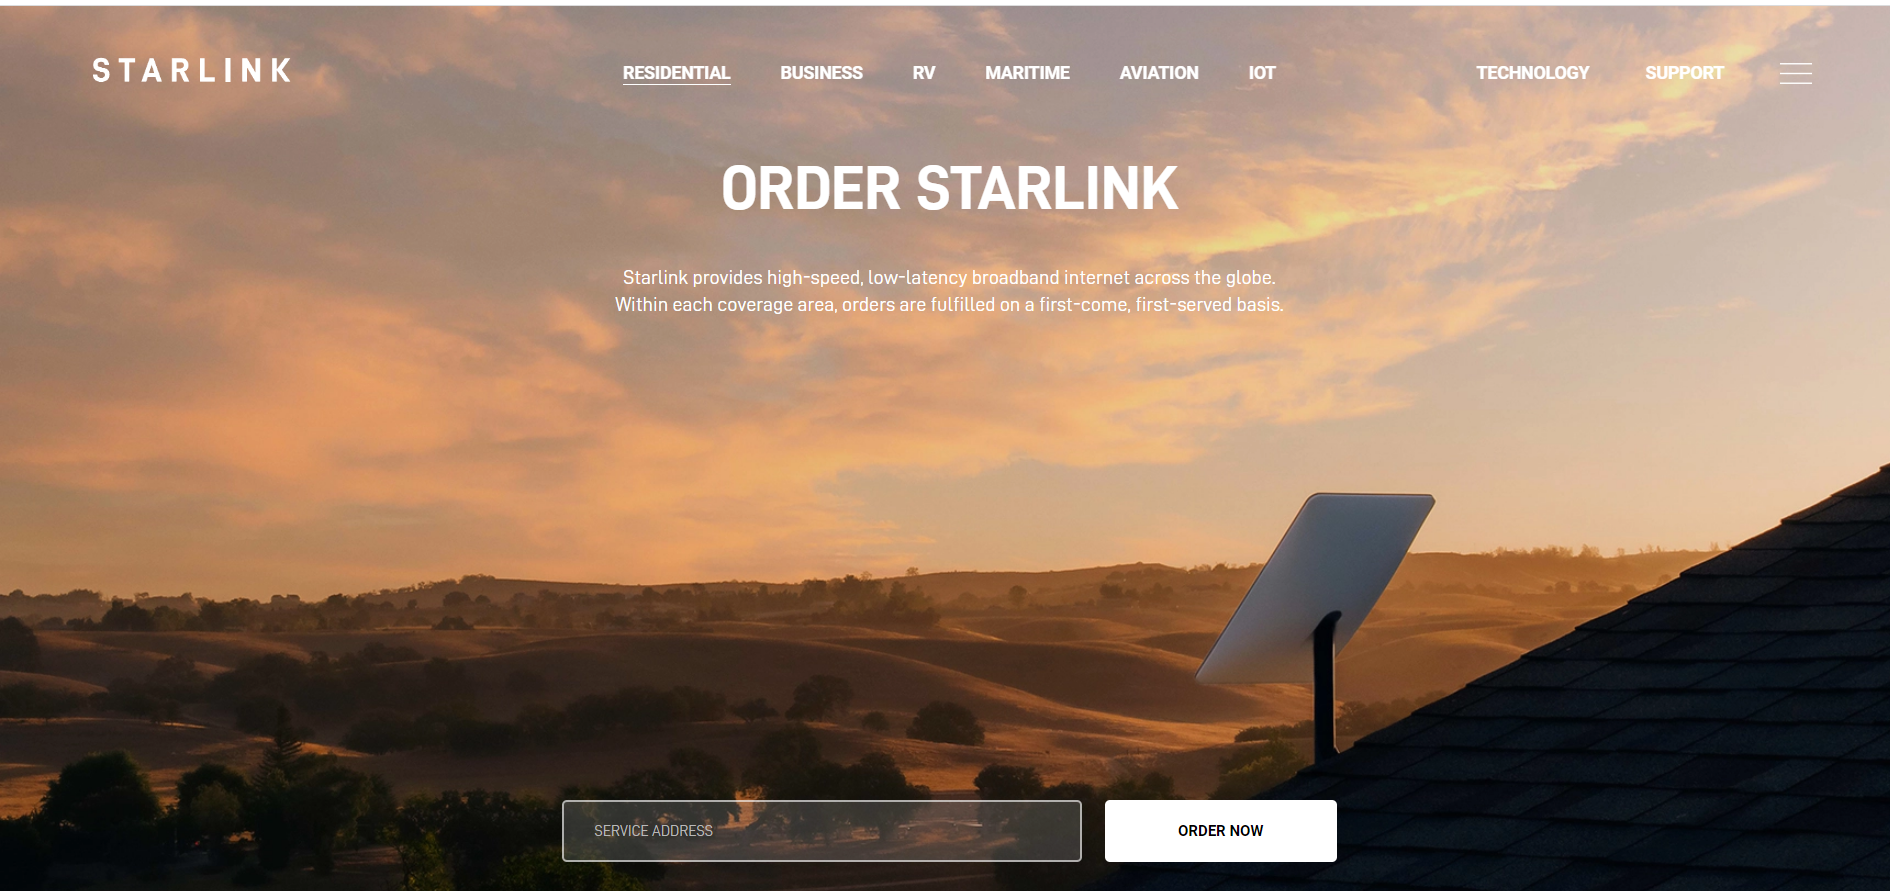 STARLINK
RESIDENTIAL BUSINESS RV MARITIME AVIATION IOT TECHNOLOGY SUPPORT
ORDER STARLINK
Starlink provides high-speed, low-latency broadband internet across the globe.
Within each coverage area, orders are fulfilled on a first-come, first-served basis.
SERVICE ADDRESS
ORDER NOW